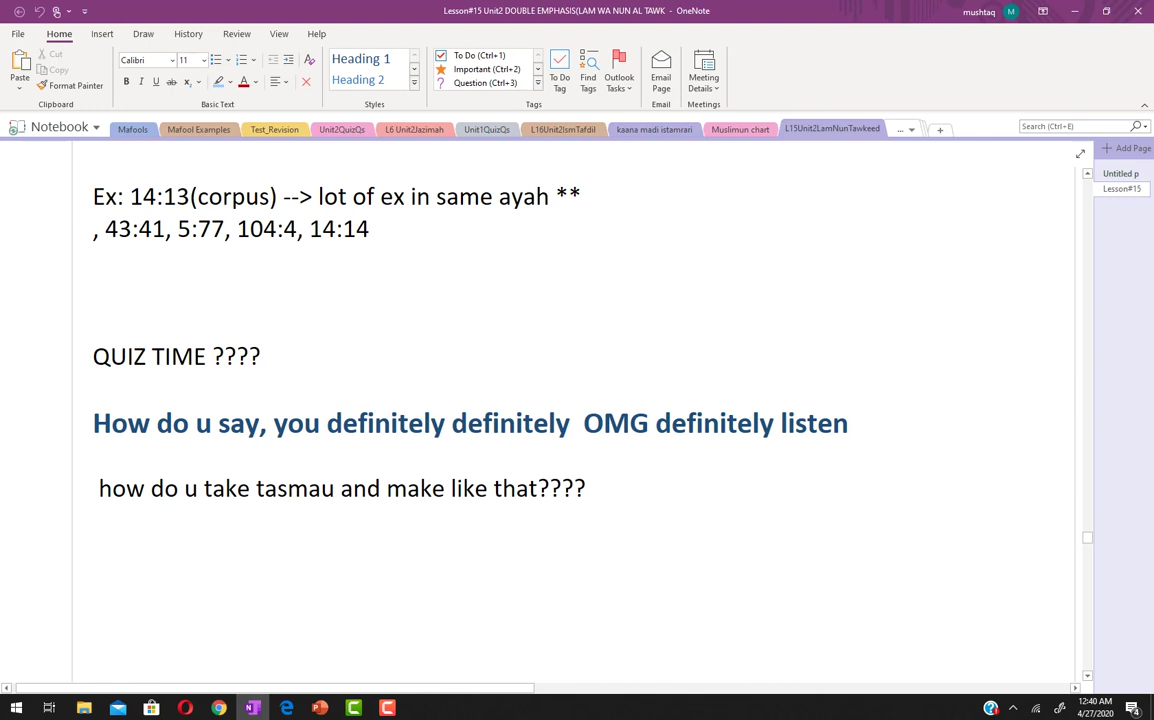 Lesson#15 Unit2 DOUBLE EMPHASIS(LAM WA NUN AL TAWK - OneNote
mushtaq M
File Home Insert Draw History Review View Help
Paste
Cut
Copy
Format Painter
Clipboard
Calibri 11
B I U ab x A
Basic Text
Heading 1
Heading 2
Styles
To Do (Ctrl+1)
Important (Ctrl+2)
Question (Ctrl+3)
To Do Tag
Find Tags
Outlook Tasks
Tags
Email Page
Email
Meeting Details
Meetings
Notebook
Mafools Mafool Examples Test_Revision Unit2QuizQs L6 Unit2Jazimah Unit1QuizQs L16Unit2IsmTafdil kaana madi istamrari Muslimun chart L15Unit2LamNunTawkeed ... +
Search (Ctrl+E)
Add Page
Untitled p
Lesson#15
Ex: 14:13(corpus) --> lot of ex in same ayah **
, 43:41, 5:77, 104:4, 14:14
QUIZ TIME ????
How do u say, you definitely definitely OMG definitely listen
how do u take tasmau and make like that????
12:40 AM
4/27/2020
4